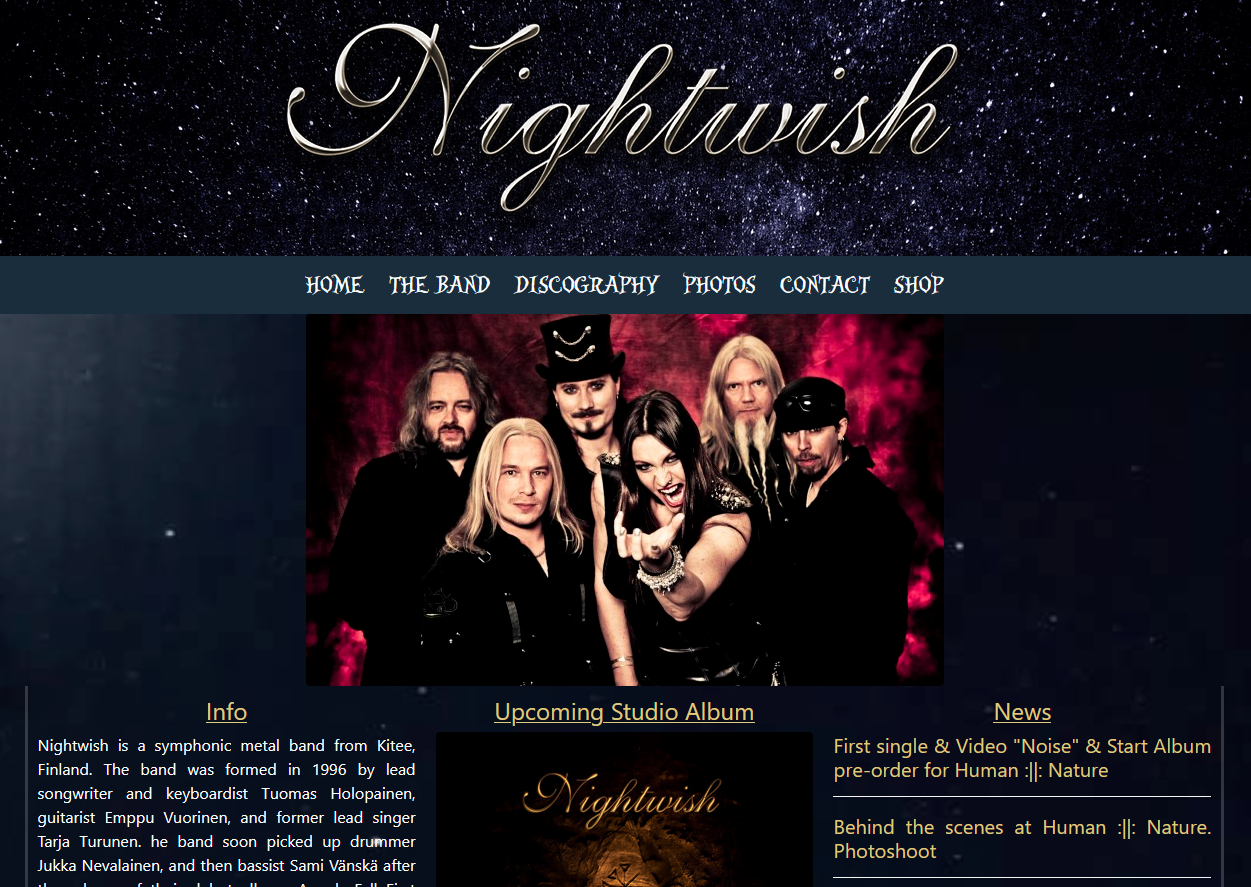 Nightwish
HOME THE BAND DISCOGRAPHY PHOTOS CONTACT SHOP
Info
Nightwish is a symphonic metal band from Kitee,
Finland. The band was formed in 1996 by lead
songwriter and keyboardist Tuomas Holopainen,
guitarist Emppu Vuorinen, and former lead singer
Tarja Turunen. he band soon picked up drummer
Jukka Nevalainen, and then bassist Sami Vänskä after
Upcoming Studio Album
Nightwish
News
First single & Video "Noise" & Start Album
pre-order for Human :||: Nature
Behind the scenes at Human :||: Nature.
Photoshoot